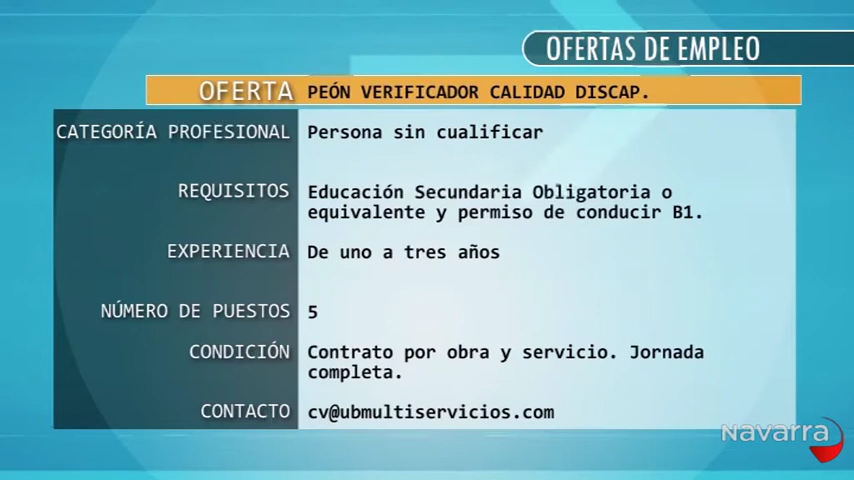 OFERTAS DE EMPLEO
OFERTA PEÓN VERIFICADOR CALIDAD DISCAP.
CATEGORÍA PROFESIONAL Persona sin cualificar
REQUISITOS Educación Secundaria Obligatoria o
equivalente y permiso de conducir B1.
EXPERIENCIA De uno a tres años
NÚMERO DE PUESTOS 5
CONDICIÓN Contrato por obra y servicio. Jornada
completa.
CONTACTO cv@ubmultiservicios.com
Navarra